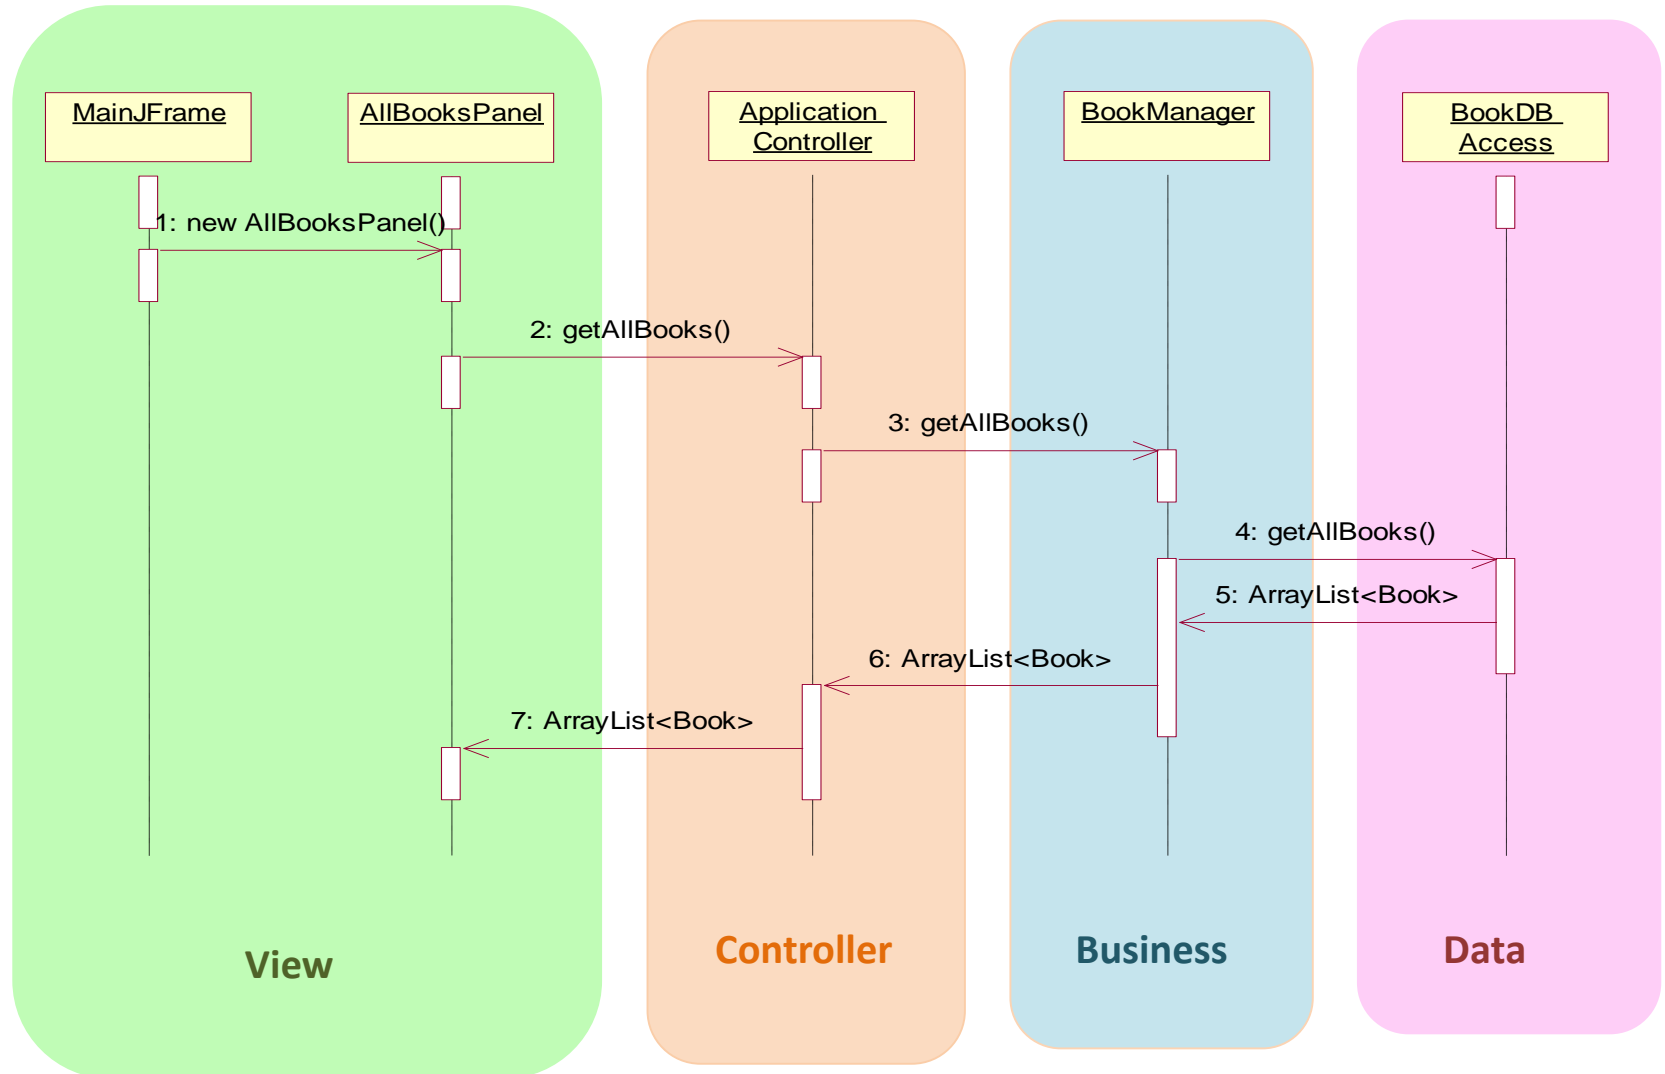 MainJFrame
AllBooksPanel
Application
Controller
BookManager
BookDB
Access
1: new AllBooksPanel()
2: getAllBooks()
3: getAllBooks()
4: getAllBooks()
5: ArrayList<Book>
6: ArrayList<Book>
7: ArrayList<Book>
View
Controller
Business
Data